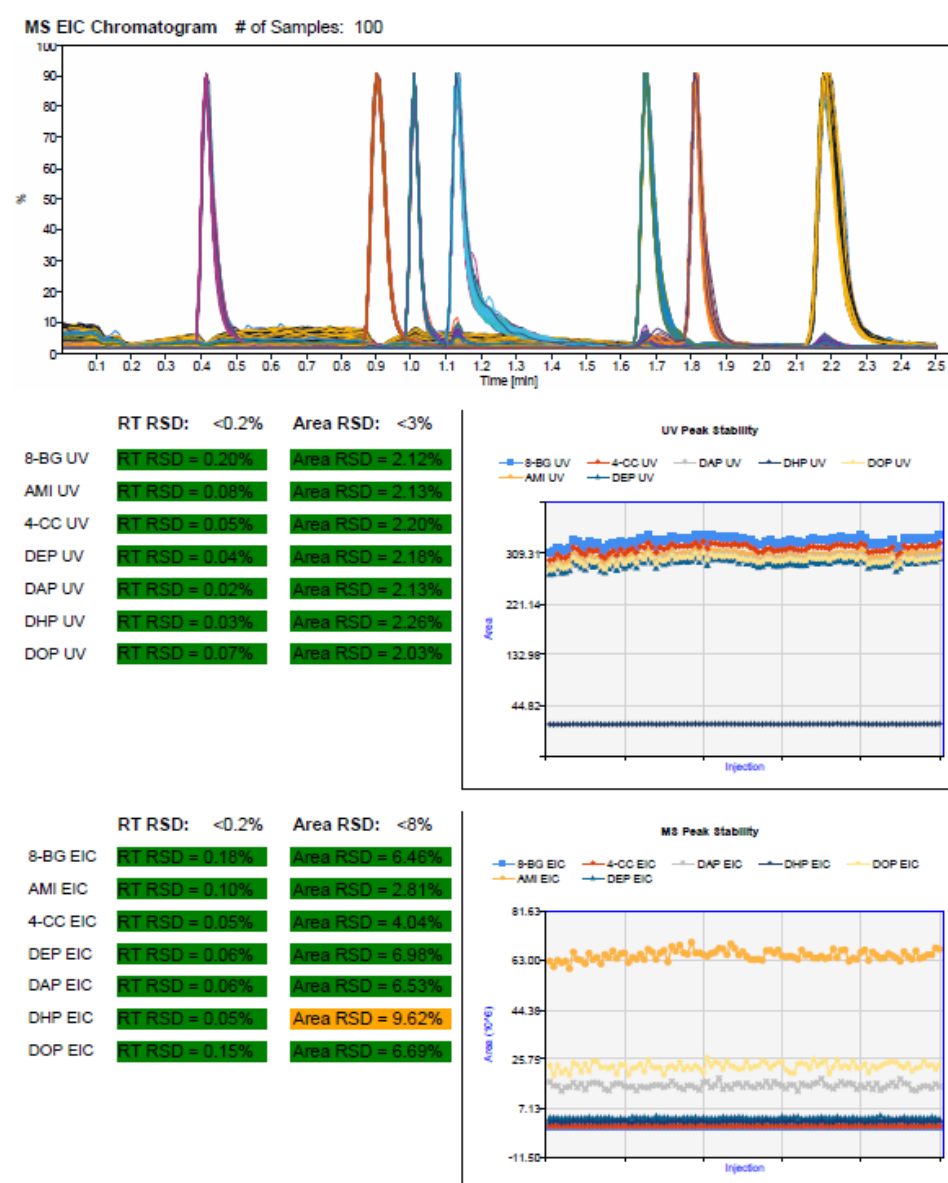 MS EIC Chromatogram # of Samples: 100
100
90
80
70
60
50
40
30
20
10
0
%
0.1 0.2 0.3 0.4 0.5 0.6 0.7 0.8 0.9 1.0 1.1 1.2 1.3 1.4 1.5 1.6 1.7 1.8 1.9 2.0 2.1 2.2 2.3 2.4 2.5
Time [min]
RT RSD: <0.2% Area RSD: <3%
8-BG UV RT RSD = 0.20% Area RSD = 2.12%
AMI UV RT RSD = 0.08% Area RSD = 2.13%
4-CC UV RT RSD = 0.05% Area RSD = 2.20%
DEP UV RT RSD = 0.04% Area RSD = 2.18%
DAP UV RT RSD = 0.02% Area RSD = 2.13%
DHP UV RT RSD = 0.03% Area RSD = 2.26%
DOP UV RT RSD = 0.07% Area RSD = 2.03%
UV Peak Stability
8-BG UV 4-CC UV DAP UV DHP UV DOP UV
AMI UV DEP UV
309.31
221.14
132.98
44.82
Area
Injection
RT RSD: <0.2% Area RSD: <8%
8-BG EIC RT RSD = 0.18% Area RSD = 6.46%
AMI EIC RT RSD = 0.10% Area RSD = 2.81%
4-CC EIC RT RSD = 0.05% Area RSD = 4.04%
DEP EIC RT RSD = 0.06% Area RSD = 6.98%
DAP EIC RT RSD = 0.06% Area RSD = 6.53%
DHP EIC RT RSD = 0.05% Area RSD = 9.62%
DOP EIC RT RSD = 0.15% Area RSD = 6.69%
MS Peak Stability
8-BG EIC 4-CC EIC DAP EIC DHP EIC DOP EIC
AMI EIC DEP EIC
81.63
63.00
44.38
25.75
7.13
-11.50
Area (10^6)
Injection